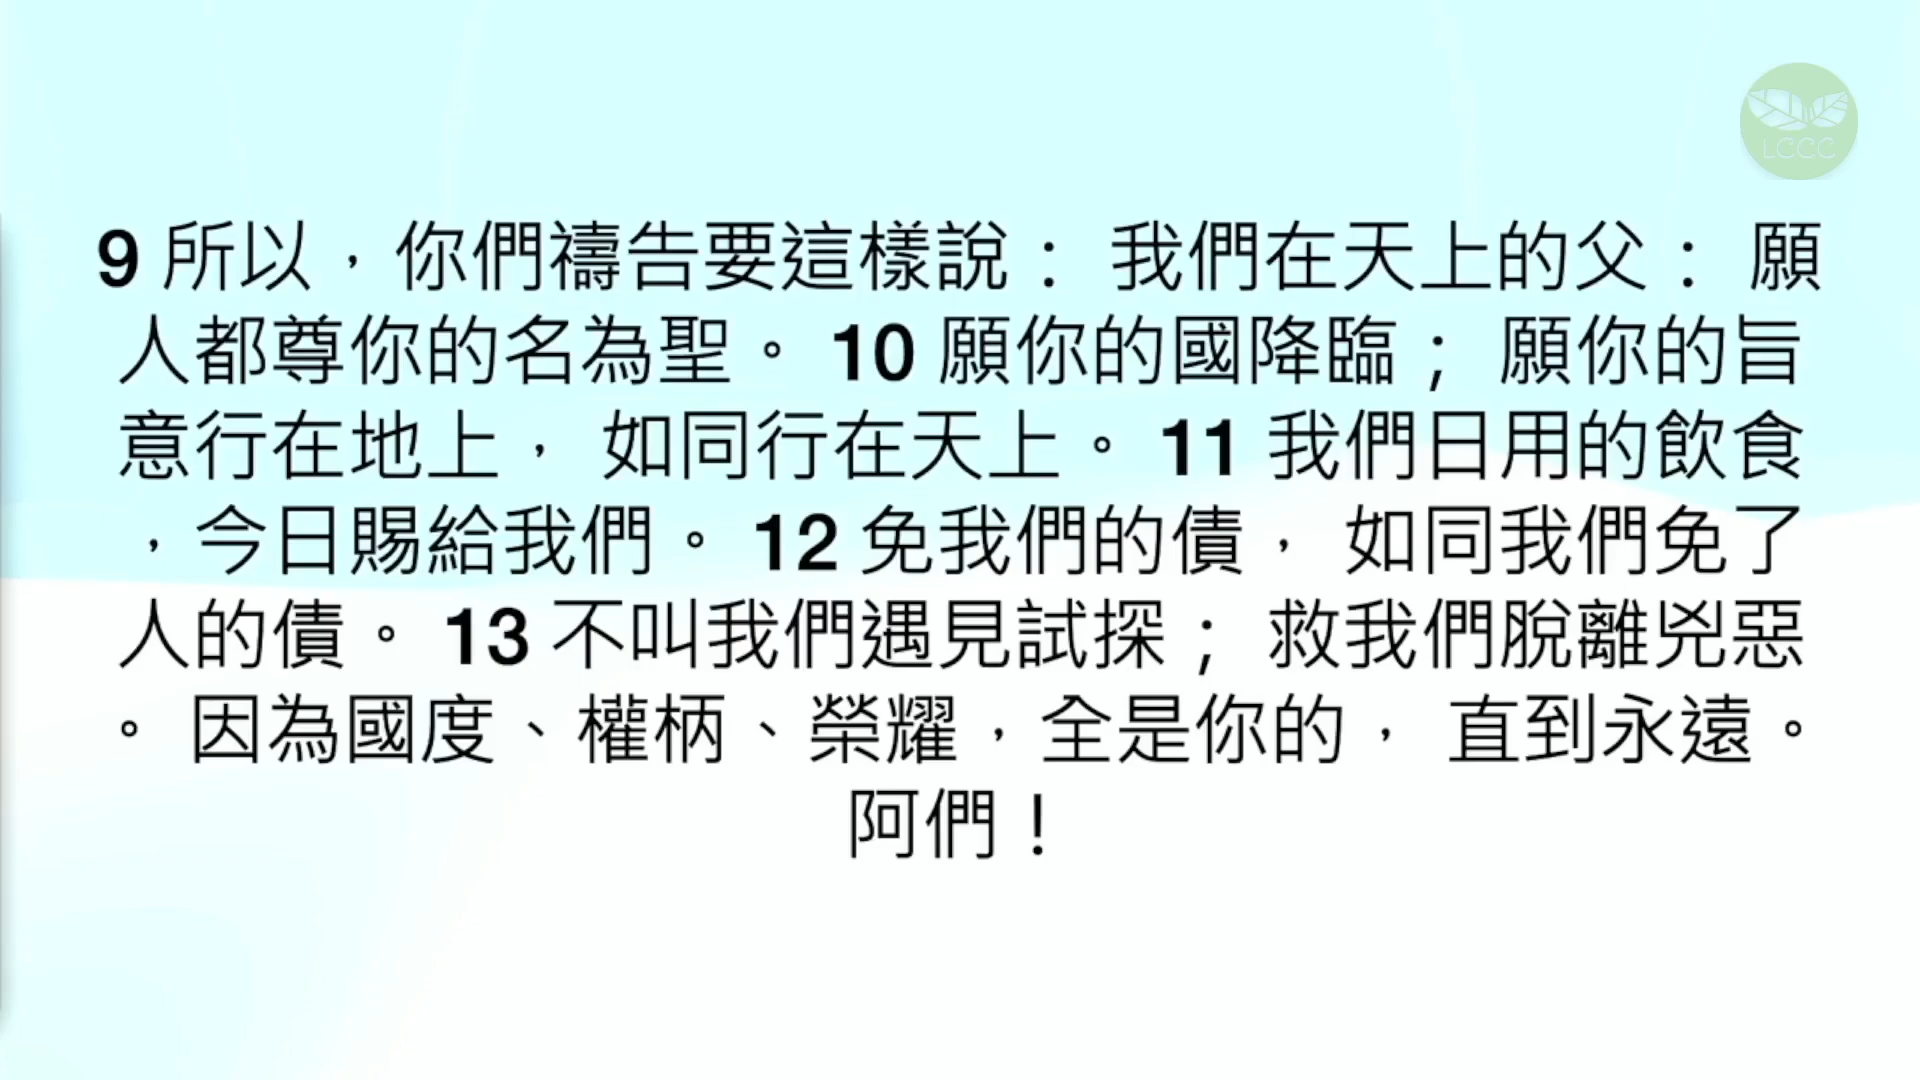 LCCC
9 所以，你們禱告要這樣說： 我們在天上的父： 願
人都尊你的名為聖。 10 願你的國降臨； 願你的旨
意行在地上， 如同行在天上。 11 我們日用的飲食
，今日賜給我們。 12 免我們的債， 如同我們免了
人的債。 13 不叫我們遇見試探； 救我們脫離兇惡
。 因為國度、權柄、榮耀，全是你的， 直到永遠。
阿們！